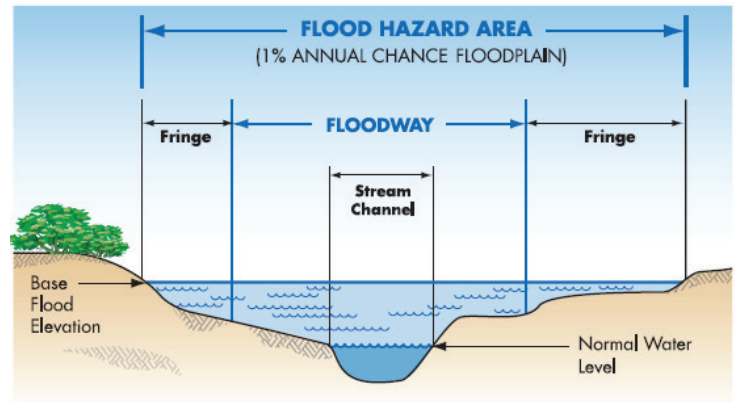 FLOOD HAZARD AREA
(1% ANNUAL CHANCE FLOODPLAIN)
FLOODWAY
Fringe
Fringe
Stream
Channel
Base
Flood
Elevation
Normal Water
Level